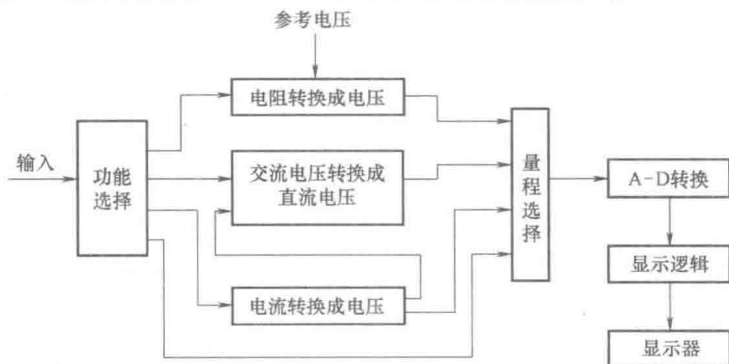 参考电压
电阻转换成电压
输入
功能
选择
交流电压转换成
直流电压
电流转换成电压
量
程
选
择
A-D转换
显示逻辑
显示器